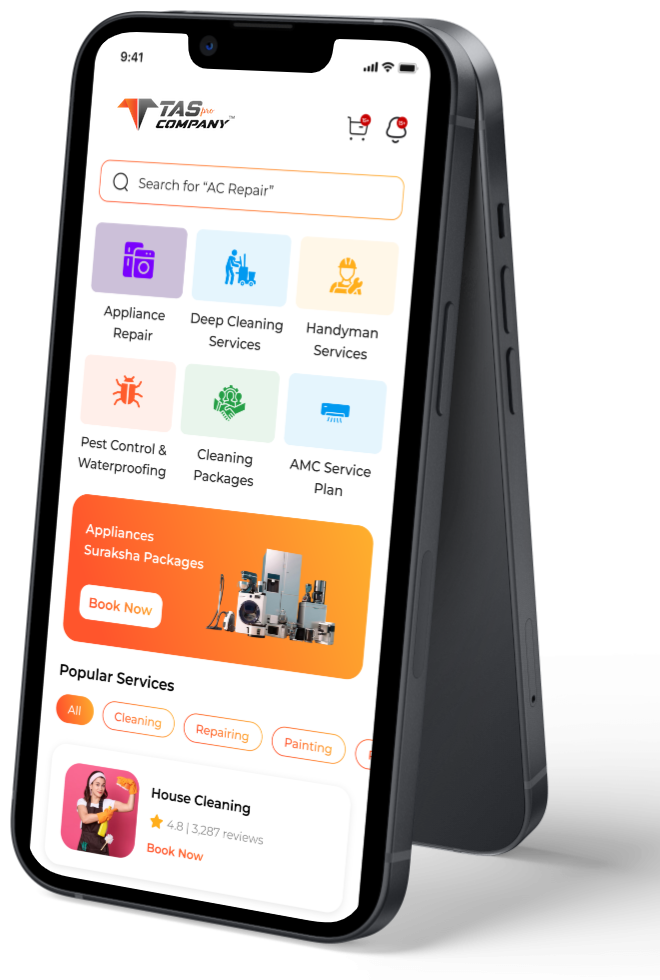 9:41
TAS pro
COMPANY™
Search for “AC Repair”
Appliance
Repair
Deep Cleaning
Services
Handyman
Services
Pest Control &
Waterproofing
Cleaning
Packages
AMC Service
Plan
Appliances
Suraksha Packages
Book Now
Popular Services
All
Cleaning
Repairing
Painting
House Cleaning
4.8 | 3,287 reviews
Book Now